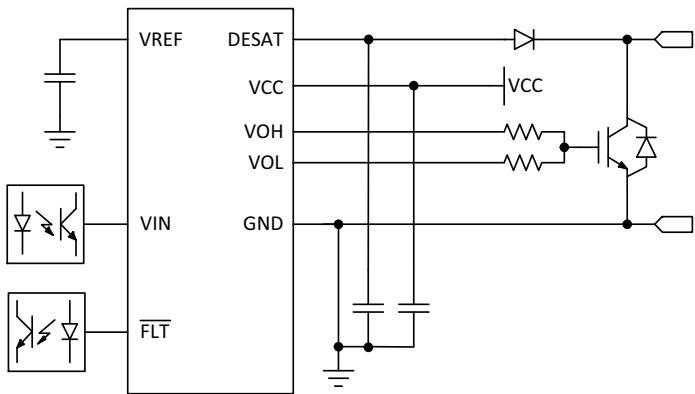 VREF
DESAT
VCC
VCC
VOH
VOL
VIN
GND
FLT